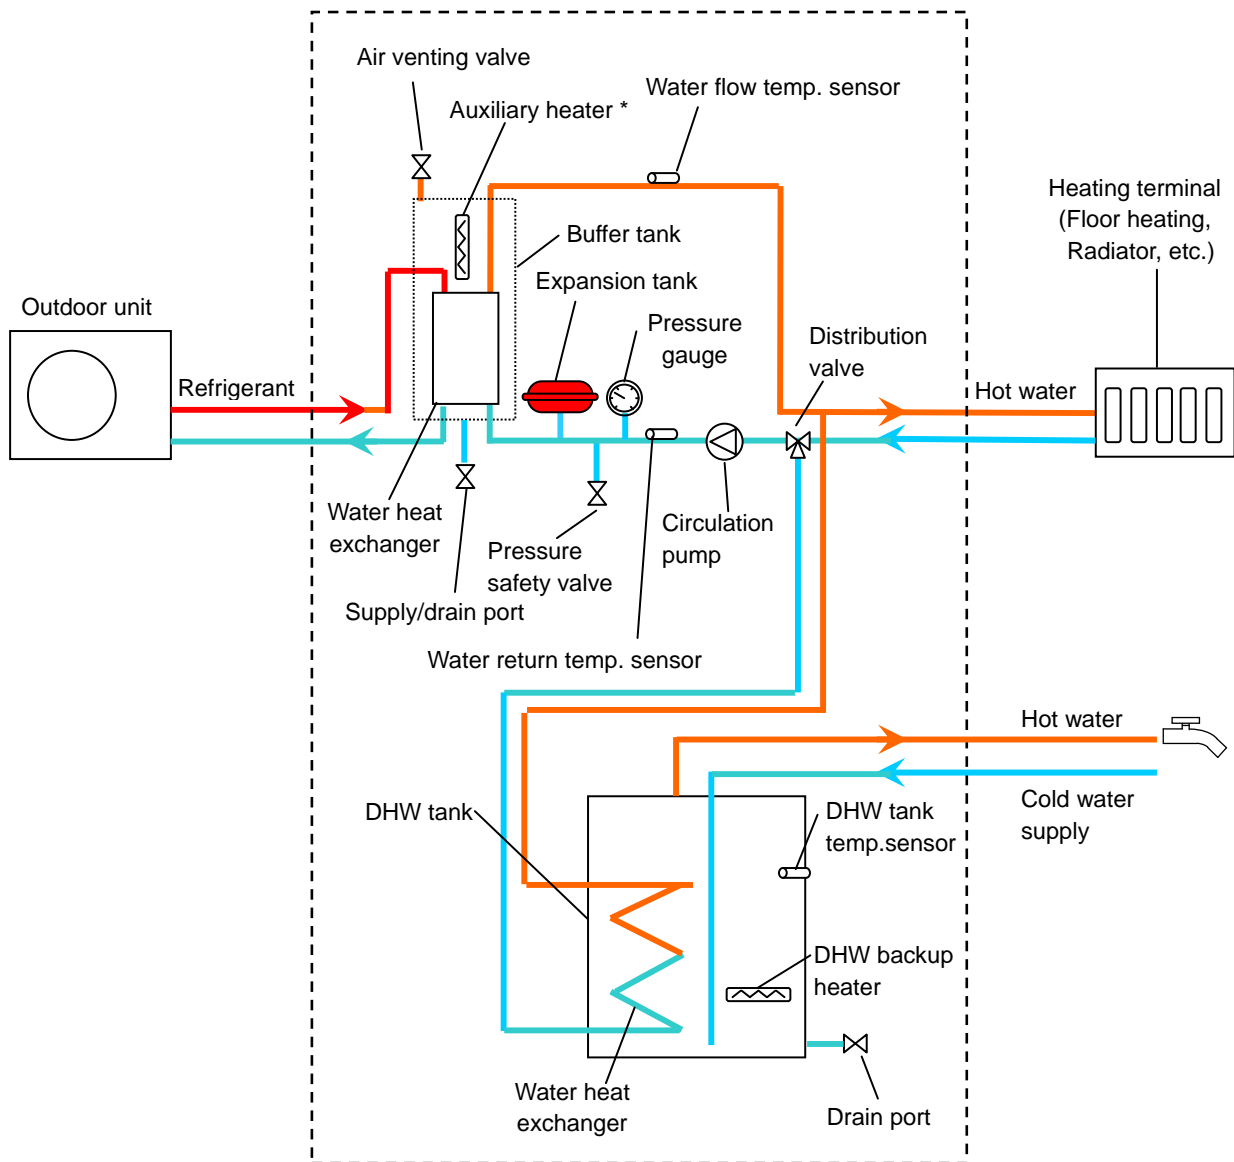 Air venting valve
Auxiliary heater *
Water flow temp. sensor
Heating terminal
(Floor heating,
Radiator, etc.)
Buffer tank
Expansion tank
Outdoor unit
Pressure
gauge
Distribution
valve
Refrigerant
Hot water
Water heat
exchanger
Pressure
safety valve
Circulation
pump
Supply/drain port
Water return temp. sensor
Hot water
DHW tank
DHW tank
temp.sensor
Cold water
supply
DHW backup
heater
Water heat
exchanger
Drain port